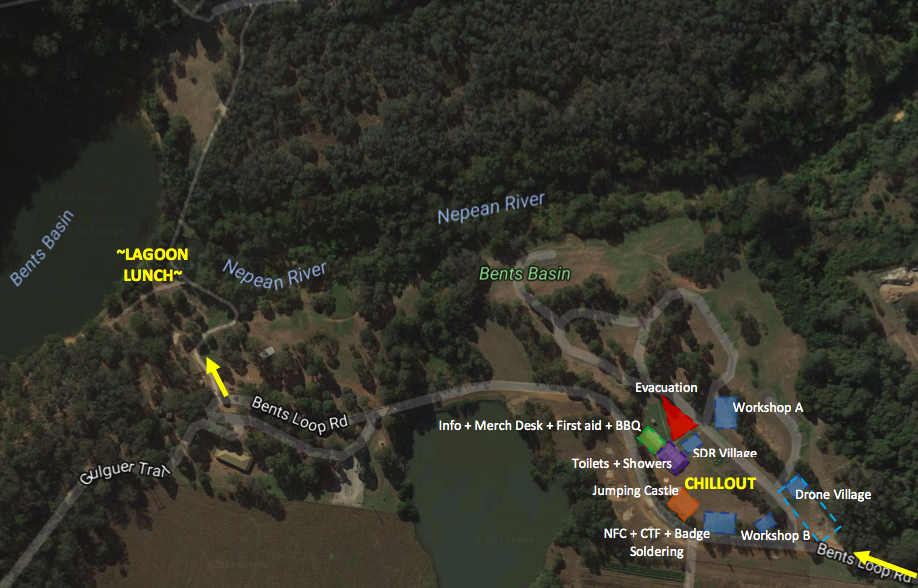 Bents Basin
~LAGOON
LUNCH~
Nepean River
Nepean River
Bents Basin
Evacuation
Workshop A
Info + Merch Desk + First aid + BBQ
SDR Village
Toilets + Showers
CHILLOUT
Jumping Castle
Drone Village
NFC + CTF + Badge
Soldering
Workshop B
Bents Loop Rd
Bents Loop Rd
Gulguer Trail